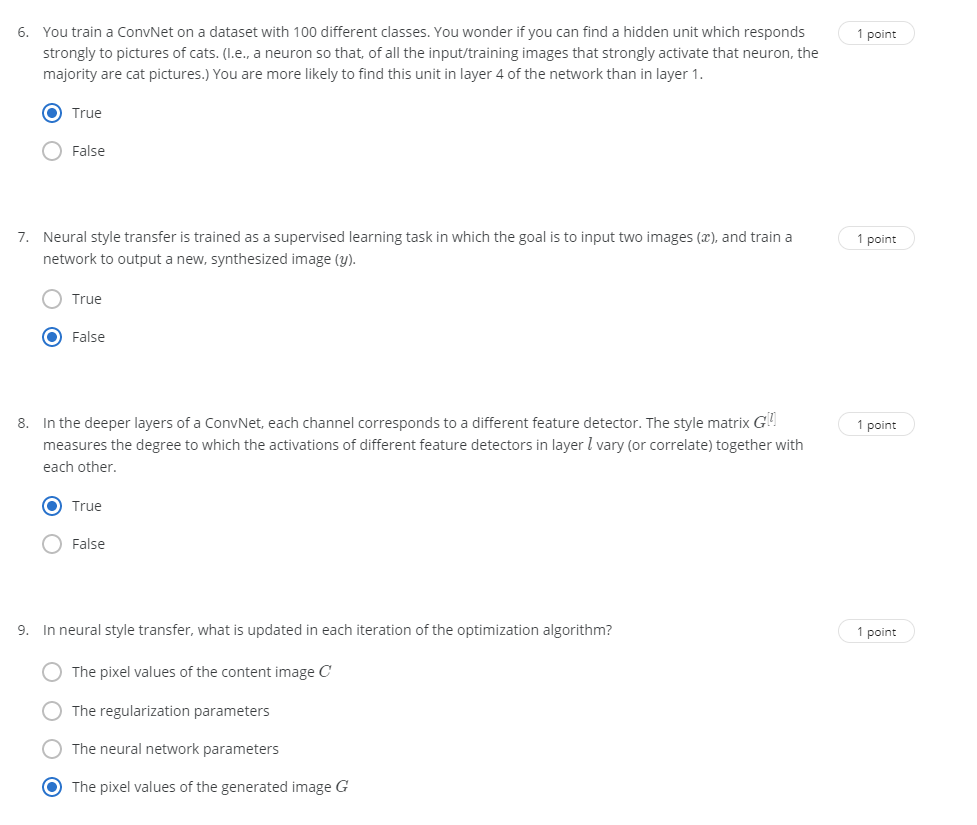 6. You train a ConvNet on a dataset with 100 different classes. You wonder if you can find a hidden unit which responds 1 point
strongly to pictures of cats. (I.e., a neuron so that, of all the input/training images that strongly activate that neuron, the
majority are cat pictures.) You are more likely to find this unit in layer 4 of the network than in layer 1.
True
False
7. Neural style transfer is trained as a supervised learning task in which the goal is to input two images (x), and train a 1 point
network to output a new, synthesized image (y).
True
False
8. In the deeper layers of a ConvNet, each channel corresponds to a different feature detector. The style matrix G^[l] 1 point
measures the degree to which the activations of different feature detectors in layer l vary (or correlate) together with
each other.
True
False
9. In neural style transfer, what is updated in each iteration of the optimization algorithm? 1 point
The pixel values of the content image C
The regularization parameters
The neural network parameters
The pixel values of the generated image G